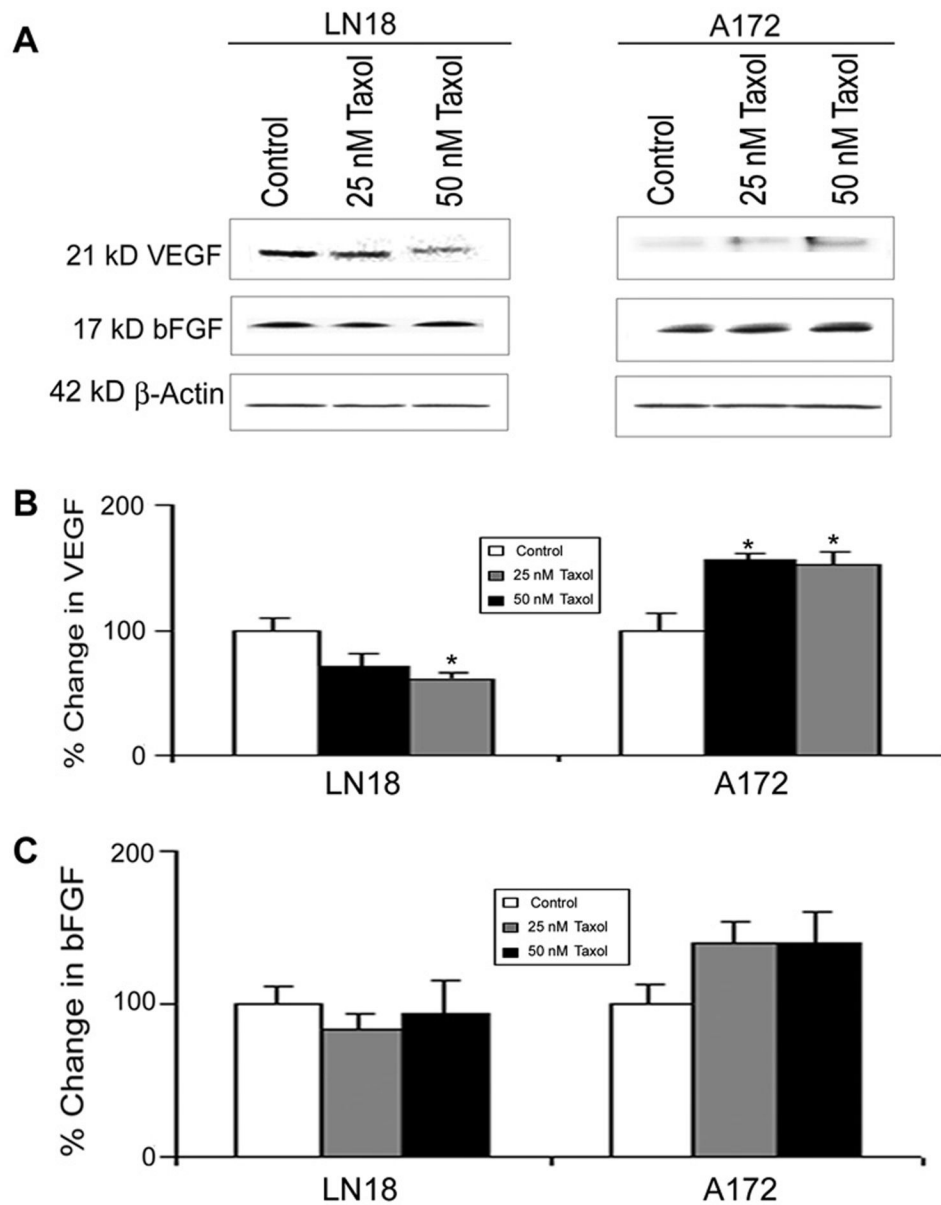 A
LN18
A172
Control
25 nM Taxol
50 nM Taxol
Control
25 nM Taxol
50 nM Taxol
21 kD VEGF
17 kD bFGF
42 kD β-Actin
B
% Change in VEGF
200
100
0
Control
25 nM Taxol
50 nM Taxol
*
*
*
LN18
A172
C
% Change in bFGF
200
100
0
Control
25 nM Taxol
50 nM Taxol
LN18
A172